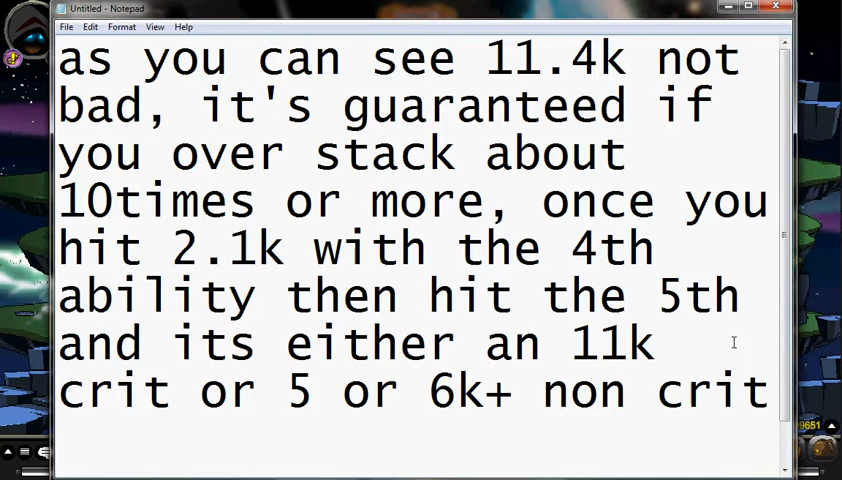 Untitled - Notepad
File Edit Format View Help
as you can see 11.4k not
bad, it's guaranteed if
you over stack about
10times or more, once you
hit 2.1k with the 4th
ability then hit the 5th
and its either an 11k
crit or 5 or 6k+ non crit
9651